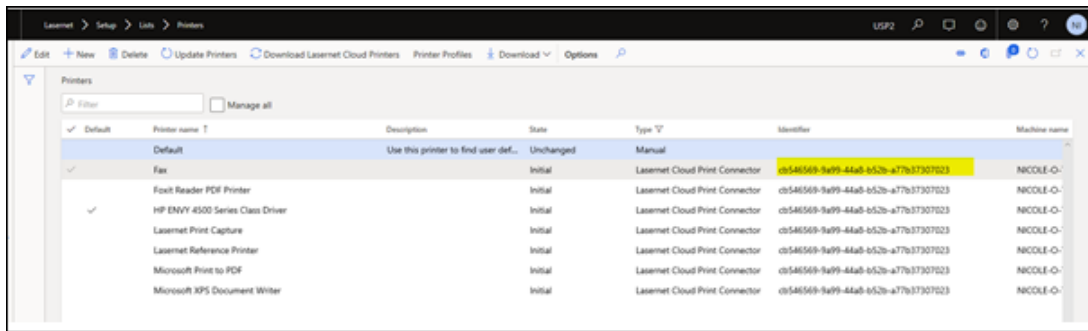 Lasernet > Setup > Lists > Printers USP2 ? NI
Edit + New Delete Update Printers Download Lasernet Cloud Printers Printer Profiles Download Options 0
Printers
Filter Manage all
Default Printer name ↑ Description State Type Identifier Machine name
Default Use this printer to find user def... Unchanged Manual
Fax Initial Lasernet Cloud Print Connector cb546569-9a99-44a8-b52b-a77b37307023 NICOLE-O-
Foxit Reader PDF Printer Initial Lasernet Cloud Print Connector cb546569-9a99-44a8-b52b-a77b37307023 NICOLE-O-
HP ENVY 4500 Series Class Driver Initial Lasernet Cloud Print Connector cb546569-9a99-44a8-b52b-a77b37307023 NICOLE-O-
Lasernet Print Capture Initial Lasernet Cloud Print Connector cb546569-9a99-44a8-b52b-a77b37307023 NICOLE-O-
Lasernet Reference Printer Initial Lasernet Cloud Print Connector cb546569-9a99-44a8-b52b-a77b37307023 NICOLE-O-
Microsoft Print to PDF Initial Lasernet Cloud Print Connector cb546569-9a99-44a8-b52b-a77b37307023 NICOLE-O-
Microsoft XPS Document Writer Initial Lasernet Cloud Print Connector cb546569-9a99-44a8-b52b-a77b37307023 NICOLE-O-